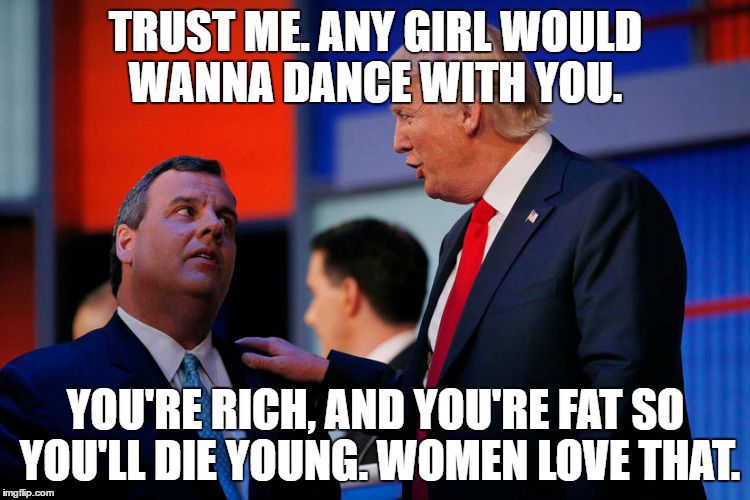 TRUST ME. ANY GIRL WOULD
WANNA DANCE WITH YOU.
YOU'RE RICH, AND YOU'RE FAT SO
YOU'LL DIE YOUNG. WOMEN LOVE THAT.
imgflip.com